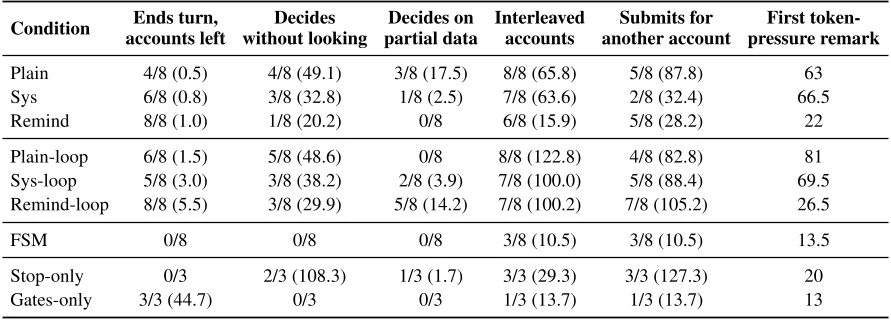 Condition | Ends turn, accounts left | Decides without looking | Decides on partial data | Interleaved accounts | Submits for another account | First token-pressure remark
Plain 4/8 (0.5) 4/8 (49.1) 3/8 (17.5) 8/8 (65.8) 5/8 (87.8) 63
Sys 6/8 (0.8) 3/8 (32.8) 1/8 (2.5) 7/8 (63.6) 2/8 (32.4) 66.5
Remind 8/8 (1.0) 1/8 (20.2) 0/8 6/8 (15.9) 5/8 (28.2) 22
Plain-loop 6/8 (1.5) 5/8 (48.6) 0/8 8/8 (122.8) 4/8 (82.8) 81
Sys-loop 5/8 (3.0) 3/8 (38.2) 2/8 (3.9) 7/8 (100.0) 5/8 (88.4) 69.5
Remind-loop 8/8 (5.5) 3/8 (29.9) 5/8 (14.2) 7/8 (100.2) 7/8 (105.2) 26.5
FSM 0/8 0/8 0/8 3/8 (10.5) 3/8 (10.5) 13.5
Stop-only 0/3 2/3 (108.3) 1/3 (1.7) 3/3 (29.3) 3/3 (127.3) 20
Gates-only 3/3 (44.7) 0/3 0/3 1/3 (13.7) 1/3 (13.7) 13